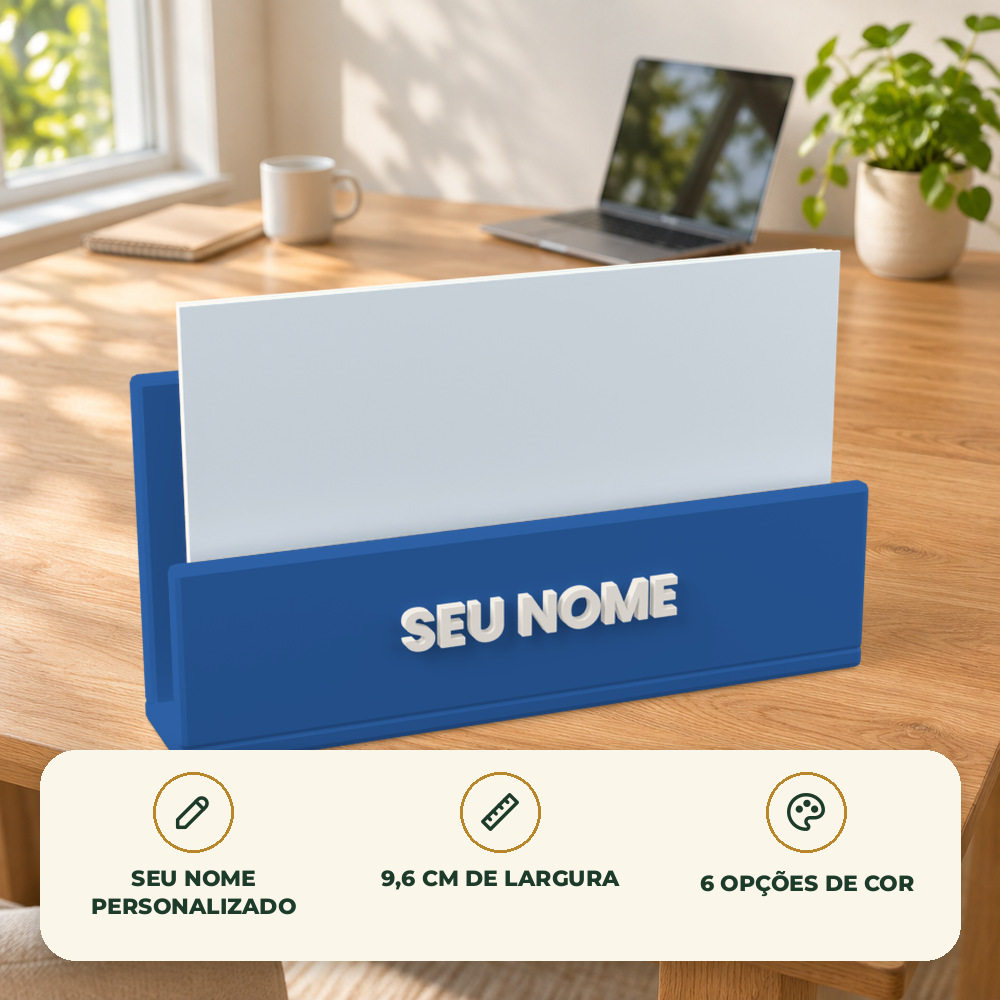 SEU NOME
SEU NOME
PERSONALIZADO
9,6 CM DE LARGURA
6 OPÇÕES DE COR